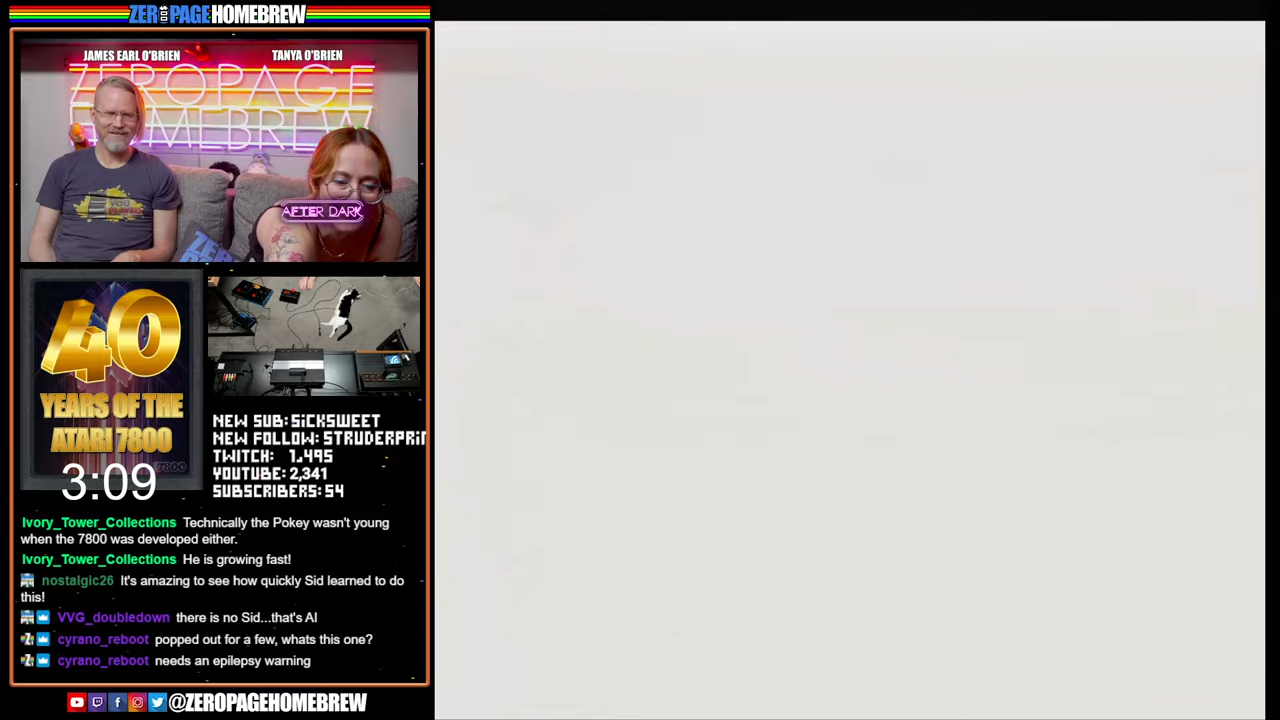 ZEROPAGEHOMEBREW
JAMES EARL O'BRIEN
TANYA O'BRIEN
ZEROPAGE
HOMEBREW
AFTER DARK
40
YEARS OF THE
ATARI 7800
7800
3:09
NEW SUB: SICKSWEET
NEW FOLLOW: STRUDERPRI
TWITCH: 1,495
YOUTUBE: 2,341
SUBSCRIBERS: 54
Ivory_Tower_Collections Technically the Pokey wasn't young
when the 7800 was developed either.
Ivory_Tower_Collections He is growing fast!
nostalgic26 It's amazing to see how quickly Sid learned to do
this!
VVG_doubledown there is no Sid...that's AI
cyrano_reboot popped out for a few, whats this one?
cyrano_reboot needs an epilepsy warning
@ZEROPAGEHOMEBREW